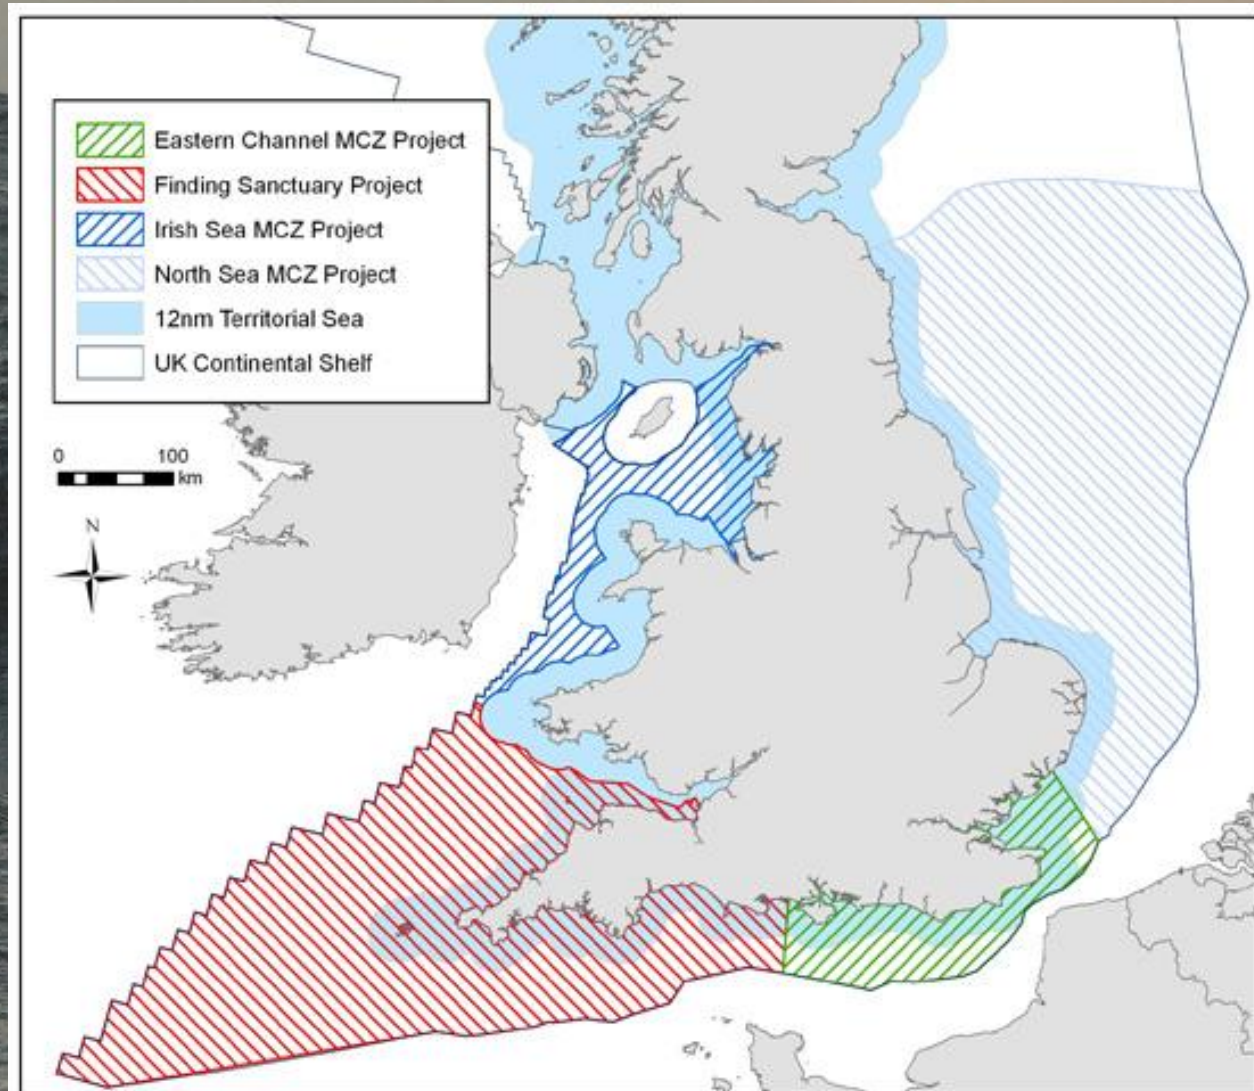 Eastern Channel MCZ Project
Finding Sanctuary Project
Irish Sea MCZ Project
North Sea MCZ Project
12nm Territorial Sea
UK Continental Shelf
0 100
km
N